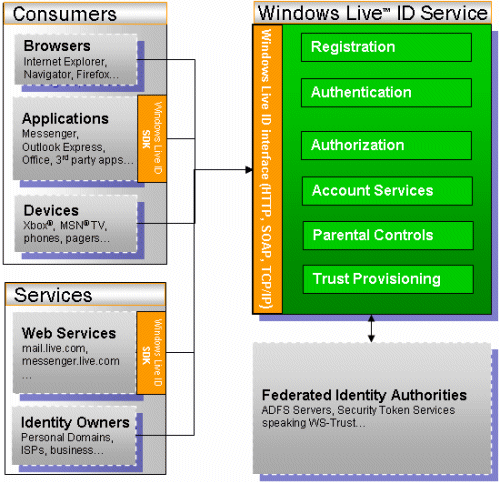 Consumers
Browsers
Internet Explorer,
Navigator, Firefox...
Applications
Messenger,
Outlook Express,
Office, 3rd party apps...
Windows Live ID
SDK
Devices
Xbox®, MSN®TV,
phones, pagers...
Services
Web Services
mail.live.com,
messenger.live.com
...
Windows Live ID
SDK
Identity Owners
Personal Domains,
ISPs, business...
Windows Live™ ID Service
Windows Live ID interface (HTTP, SOAP, TCP/IP)
Registration
Authentication
Authorization
Account Services
Parental Controls
Trust Provisioning
Federated Identity Authorities
ADFS Servers, Security Token Services
speaking WS-Trust...